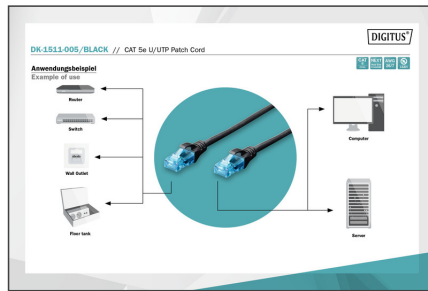 DIGITUS®
DK-1511-005/BLACK // CAT 5e U/UTP Patch Cord
Anwendungsbeispiel
Example of use
Router
Switch
Wall Outlet
Floor tank
Computer
Server